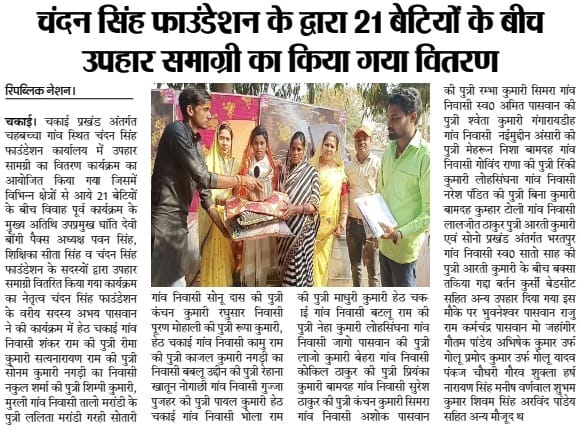 चंदन सिंह फाउंडेशन के द्वारा 21 बेटियों के बीच
उपहार समाग्री का किया गया वितरण
रिपब्लिक नेशन।
चकाई। चकाई प्रखंड अंतर्गत
चहबच्चा गांव स्थित चंदन सिंह
फाउंडेशन कार्यालय में उपहार
सामग्री का वितरण कार्यक्रम का
आयोजित किया गया जिसमें
विभिन्न क्षेत्रों से आये 21 बेटियों
के बीच विवाह पूर्व कार्यक्रम के
मुख्य अतिथि उपप्रमुख धांति देवी
बोंगी पैक्स अध्यक्ष पवन सिंह,
शिक्षिका सीता सिंह व चंदन सिंह
फाउंडेशन के सदस्यों द्वारा उपहार
समाग्री वितरित किया गया कार्यक्रम
का नेतृत्व चंदन सिंह फाउंडेशन
के वरीय सदस्य अभय पासवान
ने की कार्यक्रम में हेठ चकाई गांव
निवासी शंकर राम की पुत्री रीमा
कुमारी सत्यनारायण राम की पुत्री
सोनम कुमारी नगड़ी का निवासी
नकुल शर्मा की पुत्री शिम्पी कुमारी,
मुरली गांव निवासी तालो मरांडी के
पुत्री ललिता मरांडी गरही सोतारी
गांव निवासी सोनू दास की पुत्री
कंचन कुमारी रघुसार निवासी
पूरण मोहाली की पुत्री रूपा कुमारी,
हेठ चकाई गांव निवासी कामु राम
की पुत्री काजल कुमारी नगड़ी का
निवासी बबलू उद्दीन की पुत्री रेहाना
खातून नोगाछी गांव निवासी गुज्जा
पुजहर की पुत्री पायल कुमारी हेठ
चकाई गांव निवासी भोला राम
की पुत्री माधुरी कुमारी हेठ चका-
ई गांव निवासी बटलू राम की
पुत्री नेहा कुमारी लोहसिंघना गांव
निवासी जागो पासवान की पुत्री
लाजो कुमारी बेहरा गांव निवासी
कोकिल ठाकुर की पुत्री प्रियंका
कुमारी बामदह गांव निवासी सुरेश
ठाकुर की पुत्री कंचन कुमारी सिमरा
गांव निवासी अशोक पासवान
की पुत्री रम्भा कुमारी सिमरा गांव
निवासी स्व0 अमित पासवान की
पुत्री श्वेता कुमारी गंगारायडीह
गांव निवासी नईमुद्दीन अंसारी की
पुत्री मेहरून निशा बामदह गांव
निवासी गोविंद राणा की पुत्री रिंकी
कुमारी लोहसिंघना गांव निवासी
नरेश पंडित की पुत्री बिना कुमारी
बामदह कुम्हार टोली गांव निवासी
लालजीत ठाकुर पुत्री आरती कुमारी
एवं सोनो प्रखंड अंतर्गत भरतपुर
गांव निवासी स्व0 सातो साह की
पुत्री आरती कुमारी के बीच बक्सा
तकिया गद्दा बर्तन कुर्सी बेडसीट
सहित अन्य उपहार दिया गया इस
मौके पर भुवनेश्वर पासवान राजु
राम कर्मचंद्र पासवान मो जहांगीर
गौतम पांडेय अभिषेक कुमार उर्फ
गोलू प्रमोद कुमार उर्फ गोलू यादव
पंकज चौधरी गौरव शुक्ला हर्ष
नारायण सिंह मनीष वर्णवाल शुभम
कुमार शिवम सिंह अरविंद पांडेय
सहित अन्य मौजूद थ